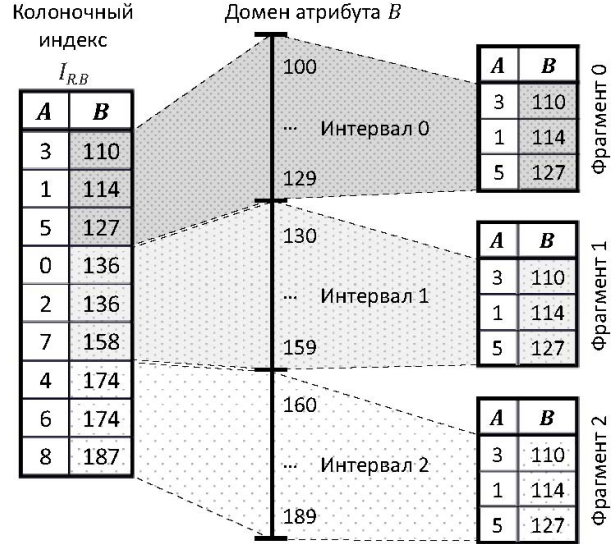 Колоночный
индекс
I_{R.B}
A B
3 110
1 114
5 127
0 136
2 136
7 158
4 174
6 174
8 187
Домен атрибута B
100
... Интервал 0
129
130
... Интервал 1
159
160
... Интервал 2
189
A B
3 110
1 114
5 127
Фрагмент 0
A B
3 110
1 114
5 127
Фрагмент 1
A B
3 110
1 114
5 127
Фрагмент 2